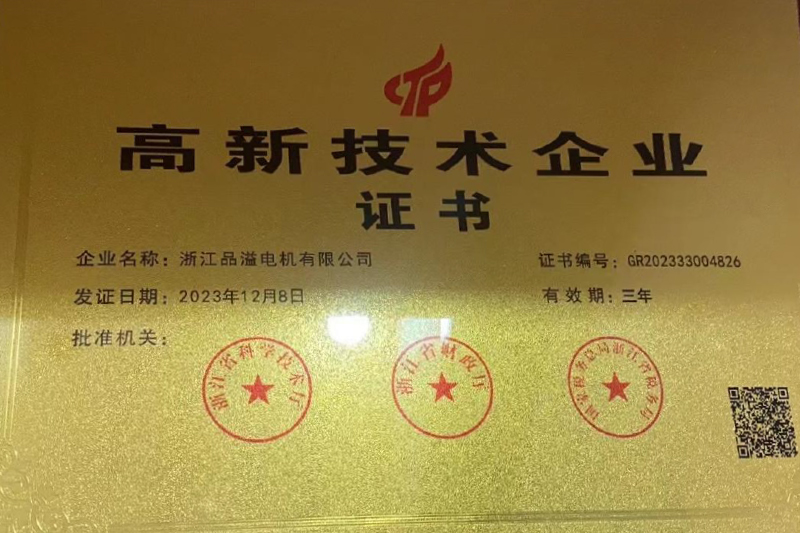 CTP
高新技术企业
证书
企业名称：浙江品溢电机有限公司 证书编号：GR202333004826
发证日期：2023年12月8日 有效期：三年
批准机关：
浙江省科学技术厅
浙江省财政厅
国家税务总局浙江省税务局